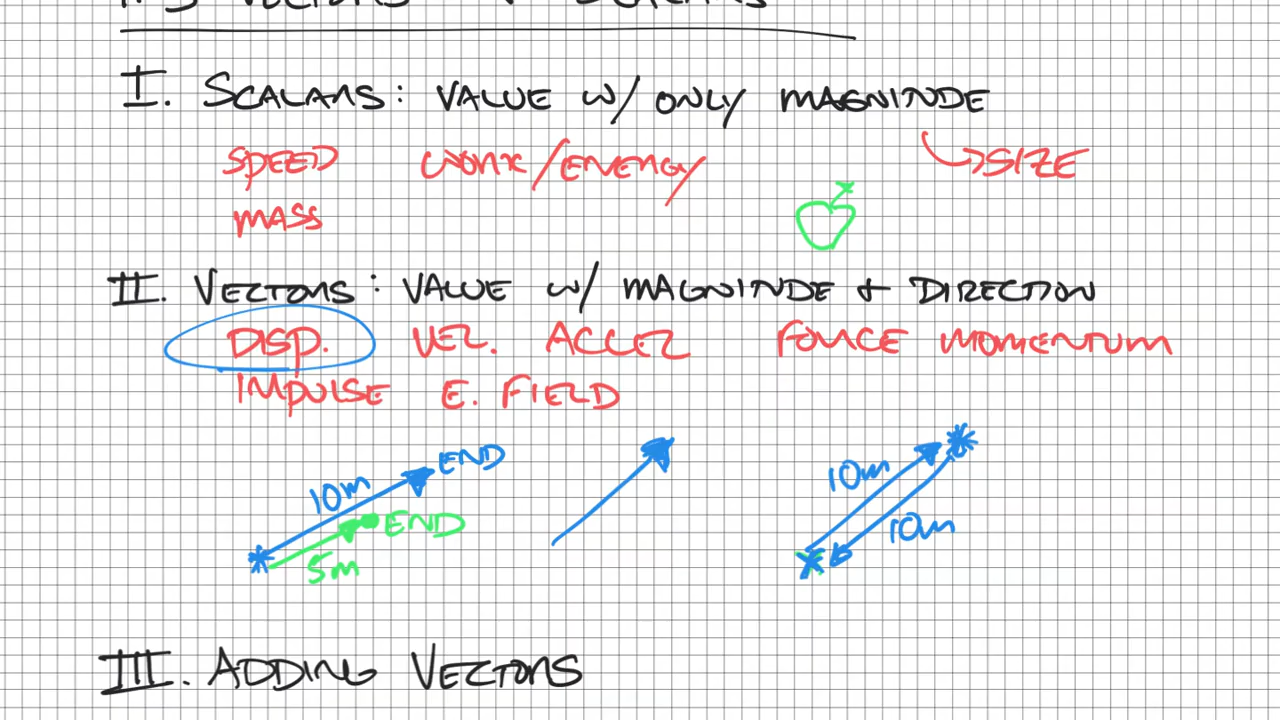 VECTORS
I. SCALARS: VALUE W/ ONLY MAGNITUDE
SPEED WORK/ENERGY SIZE
MASS
II. VECTORS: VALUE W/ MAGNITUDE + DIRECTION
DISP. VEL. ACCEL FORCE MOMENTUM
IMPULSE E. FIELD
10m END 10m
END 10m
5m
III. ADDING VECTORS